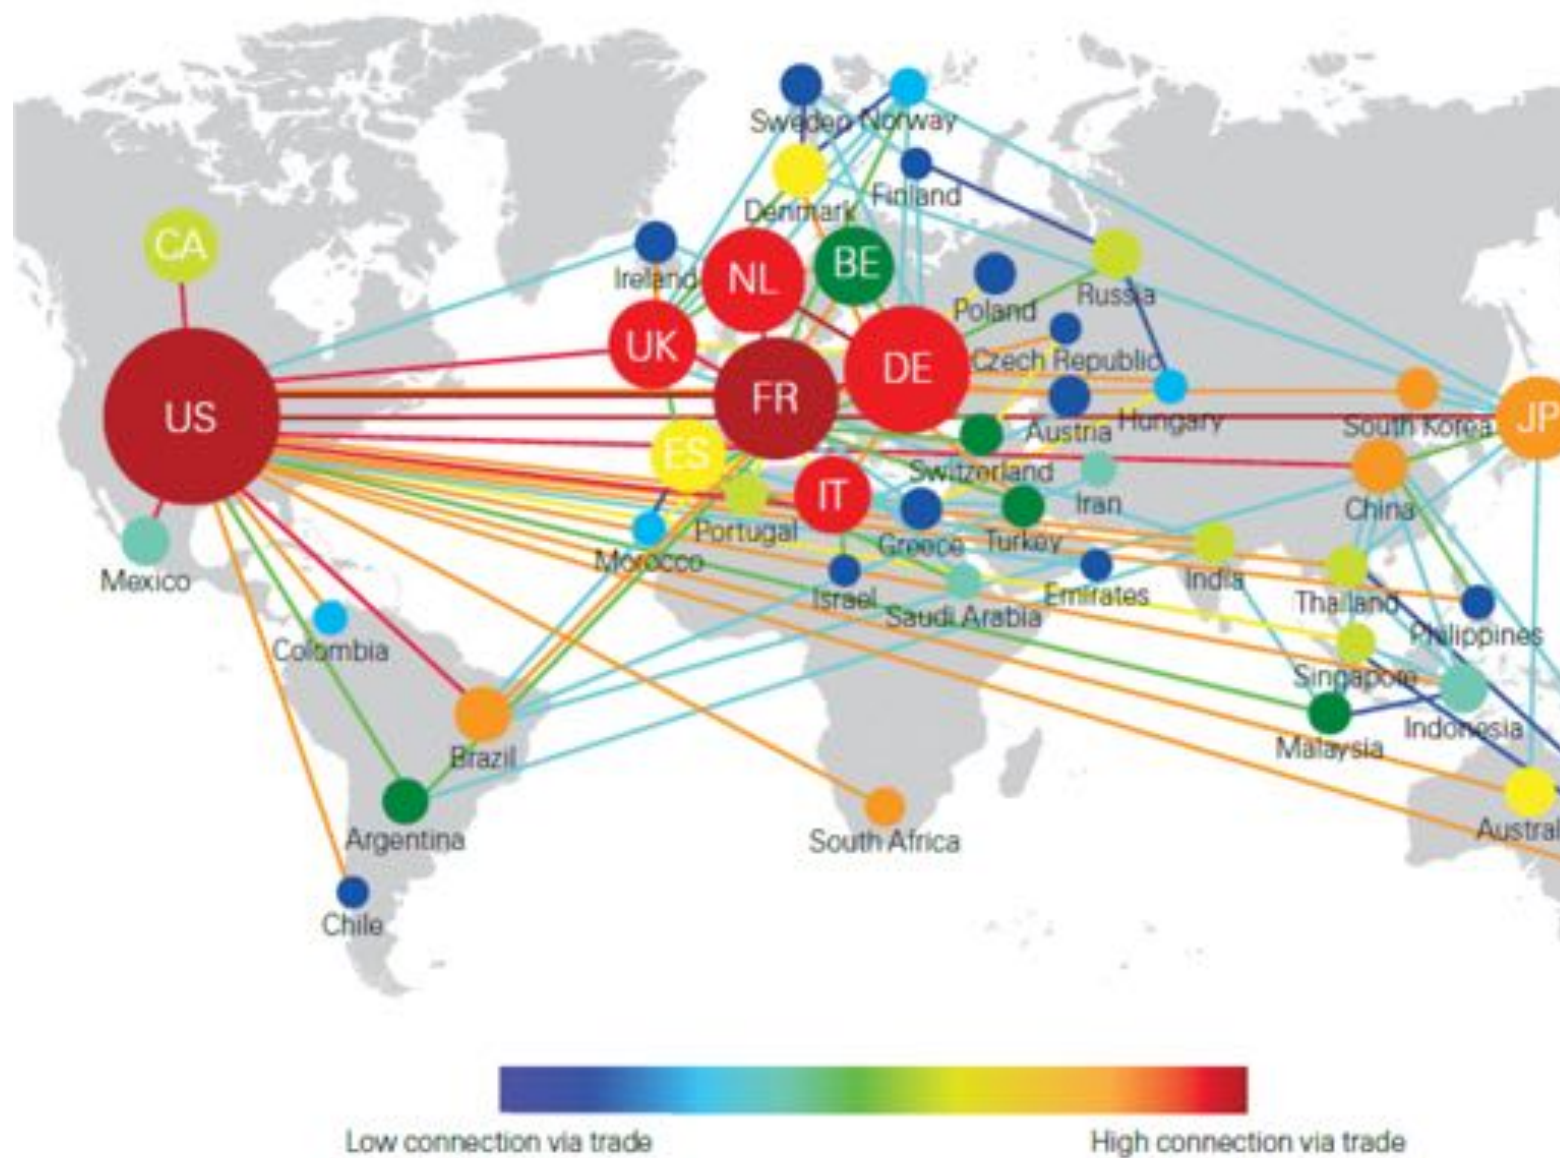 Sweden Norway
Denmark
Finland
CA
Ireland
NL
BE
Poland
Russia
UK
DE
Czech Republic
US
FR
Austria
Hungary
South Korea
JP
ES
Switzerland
IT
Portugal
Greece
Turkey
Iran
China
Mexico
Morocco
Israel
Saudi Arabia
Emirates
India
Thailand
Philippines
Colombia
Singapore
Indonesia
Malaysia
Brazil
Argentina
South Africa
Austral
Chile
Low connection via trade
High connection via trade